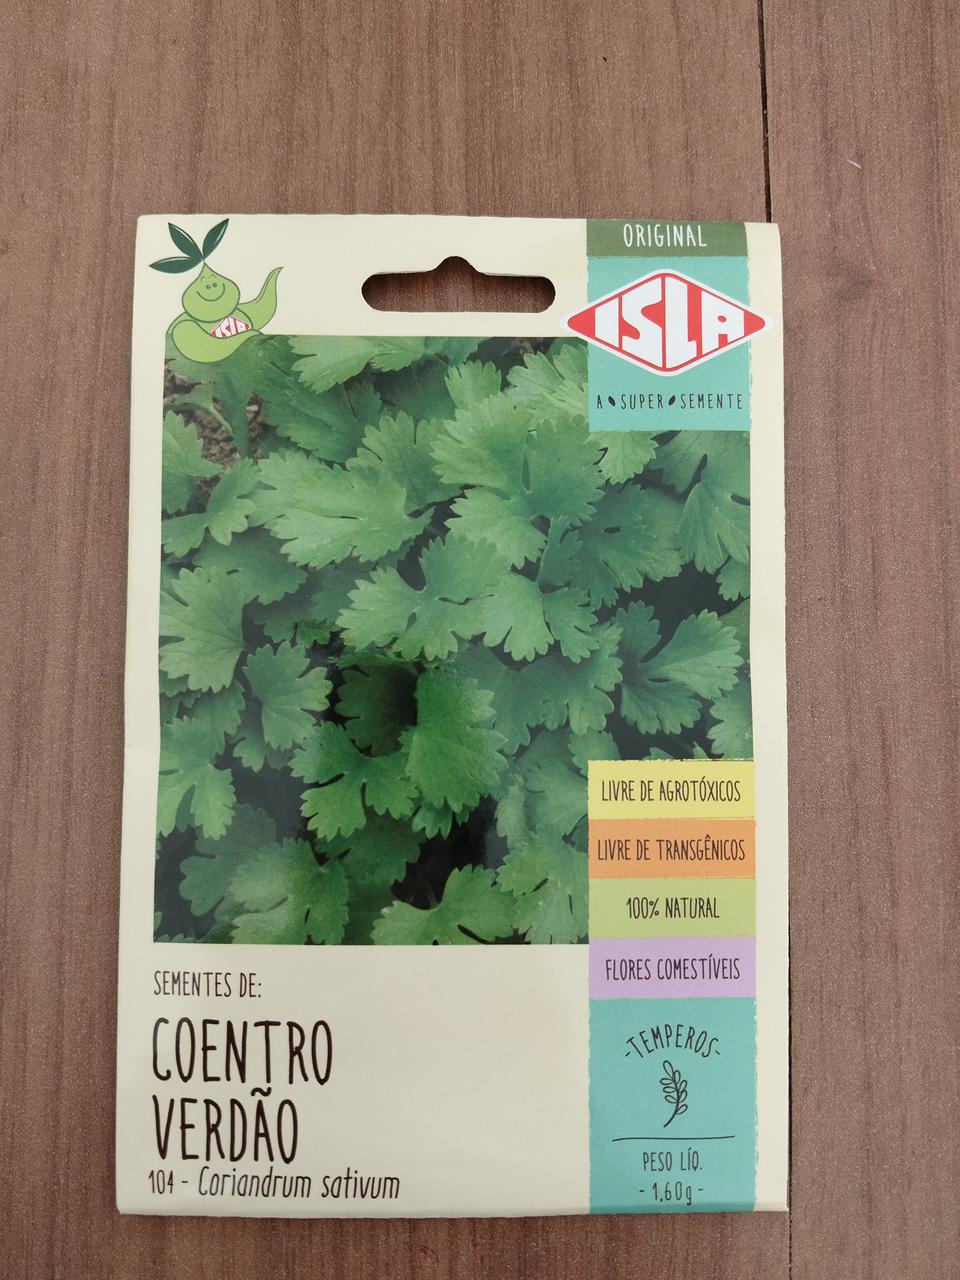 ORIGINAL
ISLA
ISLA
A SUPER SEMENTE
LIVRE DE AGROTÓXICOS
LIVRE DE TRANSGÊNICOS
100% NATURAL
FLORES COMESTÍVEIS
SEMENTES DE:
COENTRO
VERDÃO
104 - Coriandrum sativum
-TEMPEROS-
PESO LÍQ.
- 1,60g -